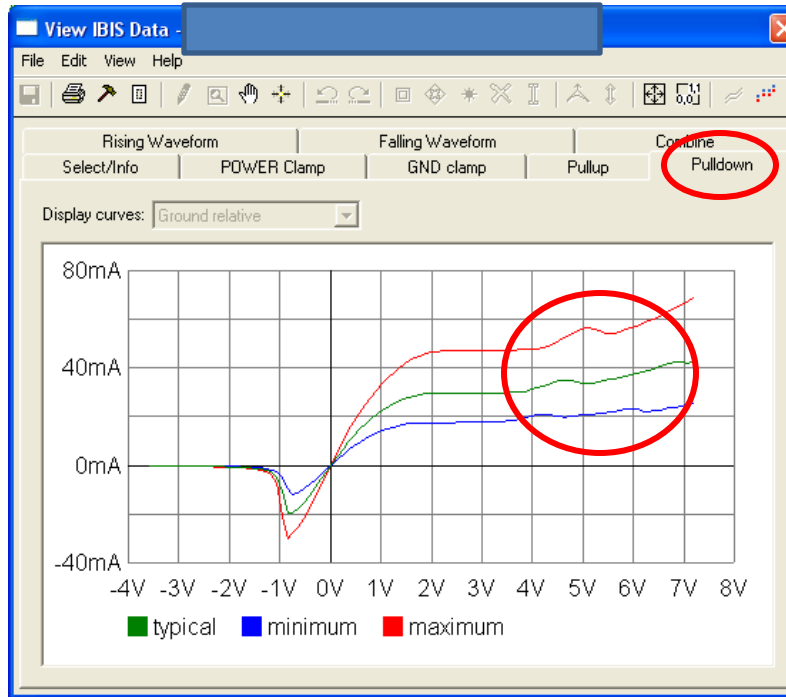 View IBIS Data -
File Edit View Help
Rising Waveform Falling Waveform Combine
Select/Info POWER Clamp GND clamp Pullup Pulldown
Display curves: Ground relative
80mA
40mA
0mA
-40mA
-4V -3V -2V -1V 0V 1V 2V 3V 4V 5V 6V 7V 8V
typical minimum maximum